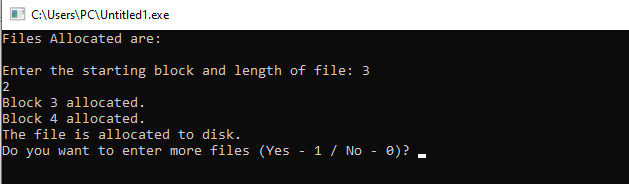 C:\Users\PC\Untitled1.exe
Files Allocated are:
Enter the starting block and length of file: 3
2
Block 3 allocated.
Block 4 allocated.
The file is allocated to disk.
Do you want to enter more files (Yes - 1 / No - 0)?